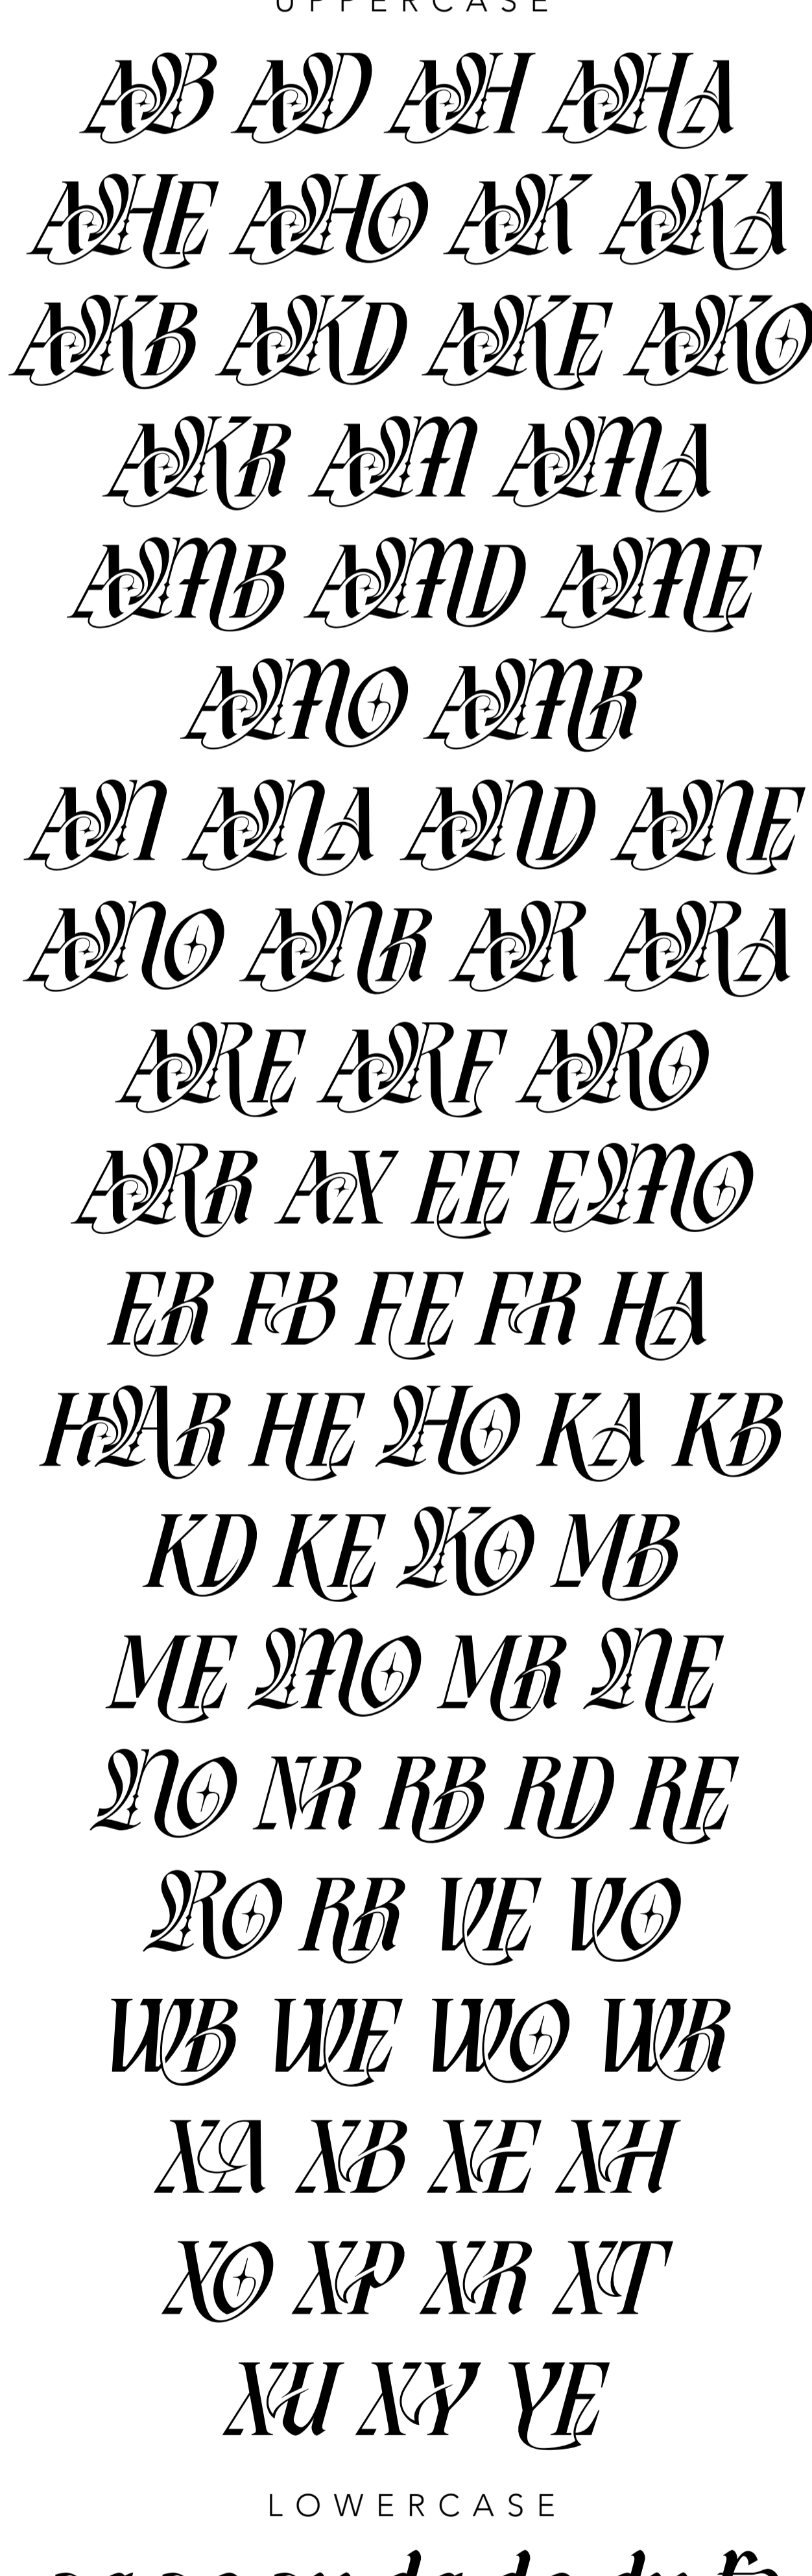 UPPERCASE
AB AD AH AHA
AHE AHO AK AKA
AKB AKD AKE AKO
AKR AM AMA
AMB AMD AME
AMO AMR
AN ANA AND ANE
ANO ANR AR ARA
ARE ARF ARO
ARR AX EE EMO
ER FB FE FR HA
HAR HE HO KA KB
KD KE KO MB
ME MO MR NE
NO NR RB RD RE
RO RR VE VO
WB WE WO WR
XA XB XE XH
XO XP XR XT
XU XY YE
LOWERCASE